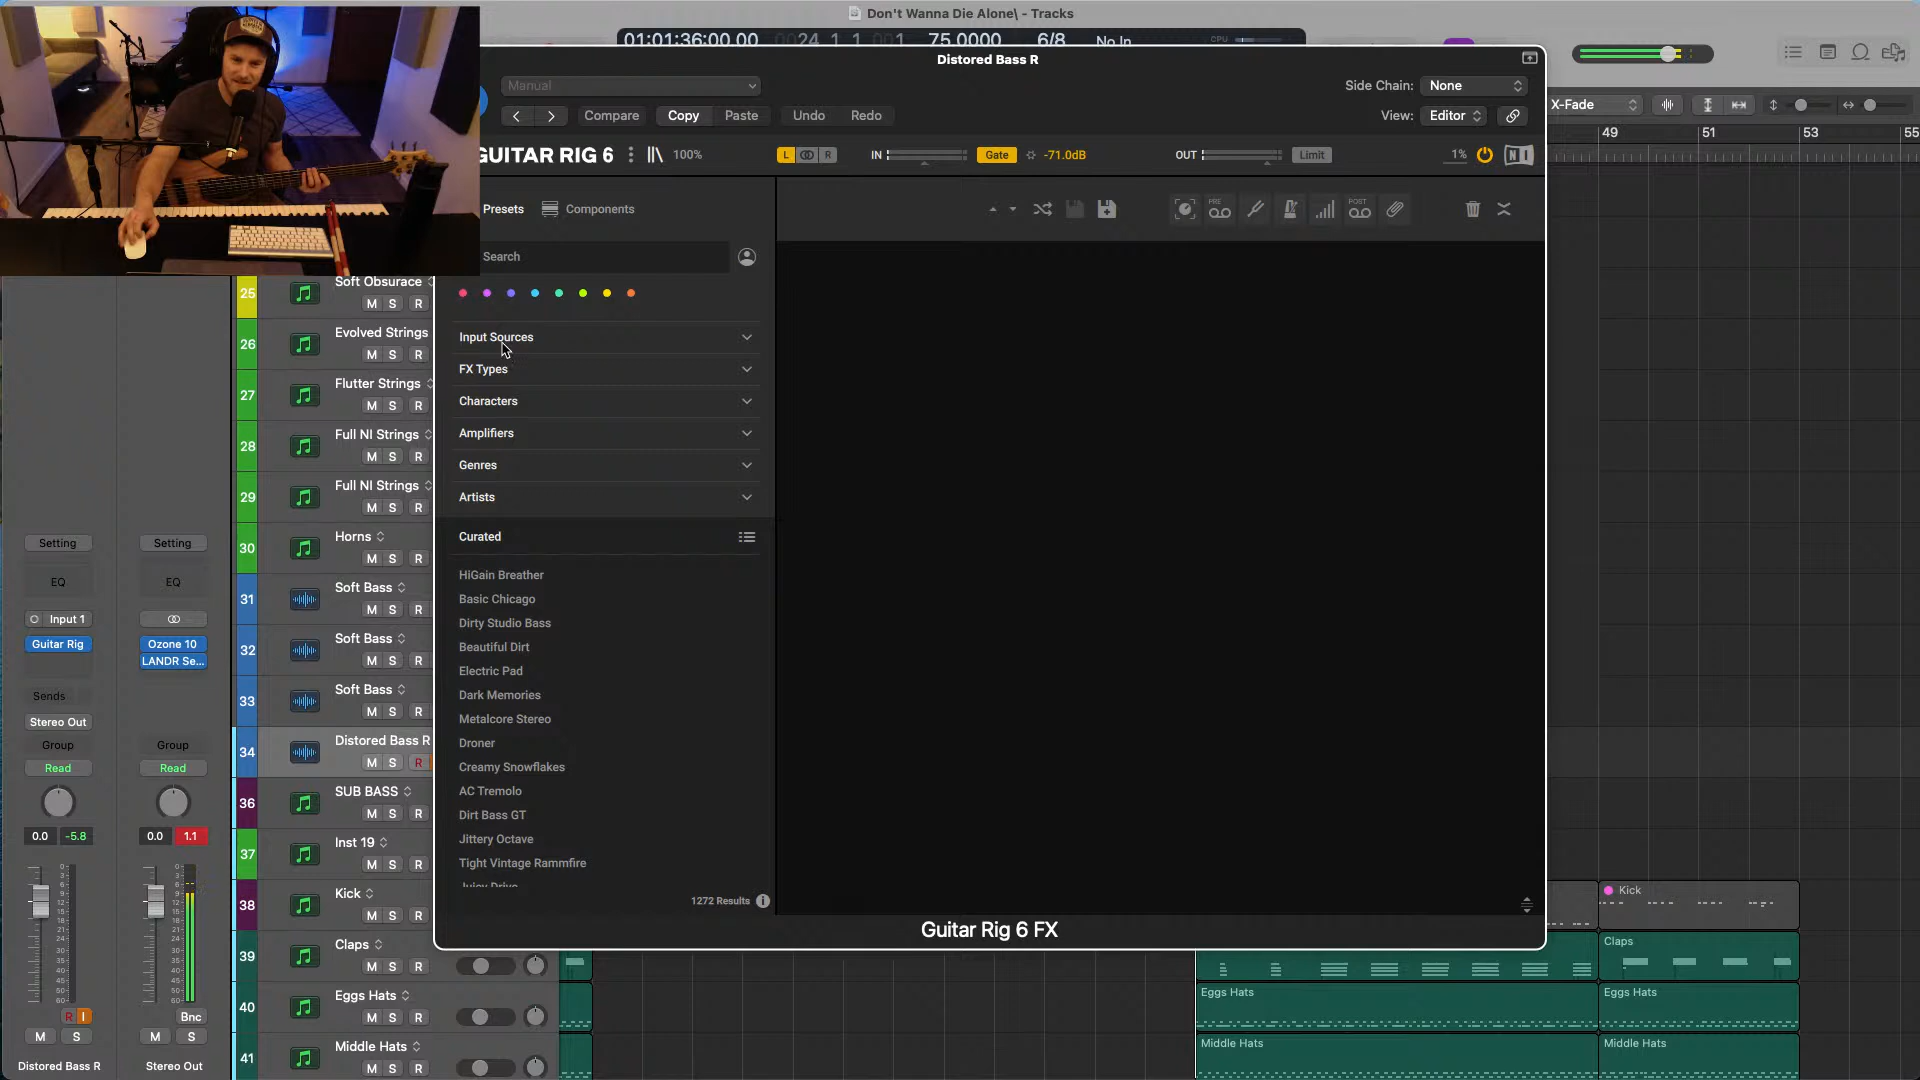 Don't Wanna Die Alone\ - Tracks
01:01:36:00.00 0024 1 1 001 75.0000 6/8 No In CPU
Distored Bass R
Manual
Side Chain: None
Compare Copy Paste Undo Redo
View: Editor
X-Fade
49 51 53 55
GUITAR RIG 6 100% L R IN Gate -71.0dB OUT Limit 1%
Presets Components
PRE POST
Search
Input Sources
FX Types
Characters
Amplifiers
Genres
Artists
Curated
HiGain Breather
Basic Chicago
Dirty Studio Bass
Beautiful Dirt
Electric Pad
Dark Memories
Metalcore Stereo
Droner
Creamy Snowflakes
AC Tremolo
Dirt Bass GT
Jittery Octave
Tight Vintage Rammfire
Juicy Drive
1272 Results
Guitar Rig 6 FX
25 Soft Obsurace
M S R
26 Evolved Strings
M S R
27 Flutter Strings
M S R
28 Full NI Strings
M S R
29 Full NI Strings
M S R
30 Horns
M S R
31 Soft Bass
M S R
32 Soft Bass
M S R
33 Soft Bass
M S R
34 Distored Bass R
M S R
36 SUB BASS
M S R
37 Inst 19
M S R
38 Kick
M S R
39 Claps
M S R
40 Eggs Hats
M S R
41 Middle Hats
M S R
Kick
Claps
Eggs Hats Eggs Hats
Middle Hats Middle Hats
Setting Setting
EQ EQ
Input 1
Guitar Rig Ozone 10
LANDR Se...
Sends
Stereo Out
Group Group
Read Read
0.0 -5.8 0.0 1.1
R I Bnc
M S M S
Distored Bass R Stereo Out